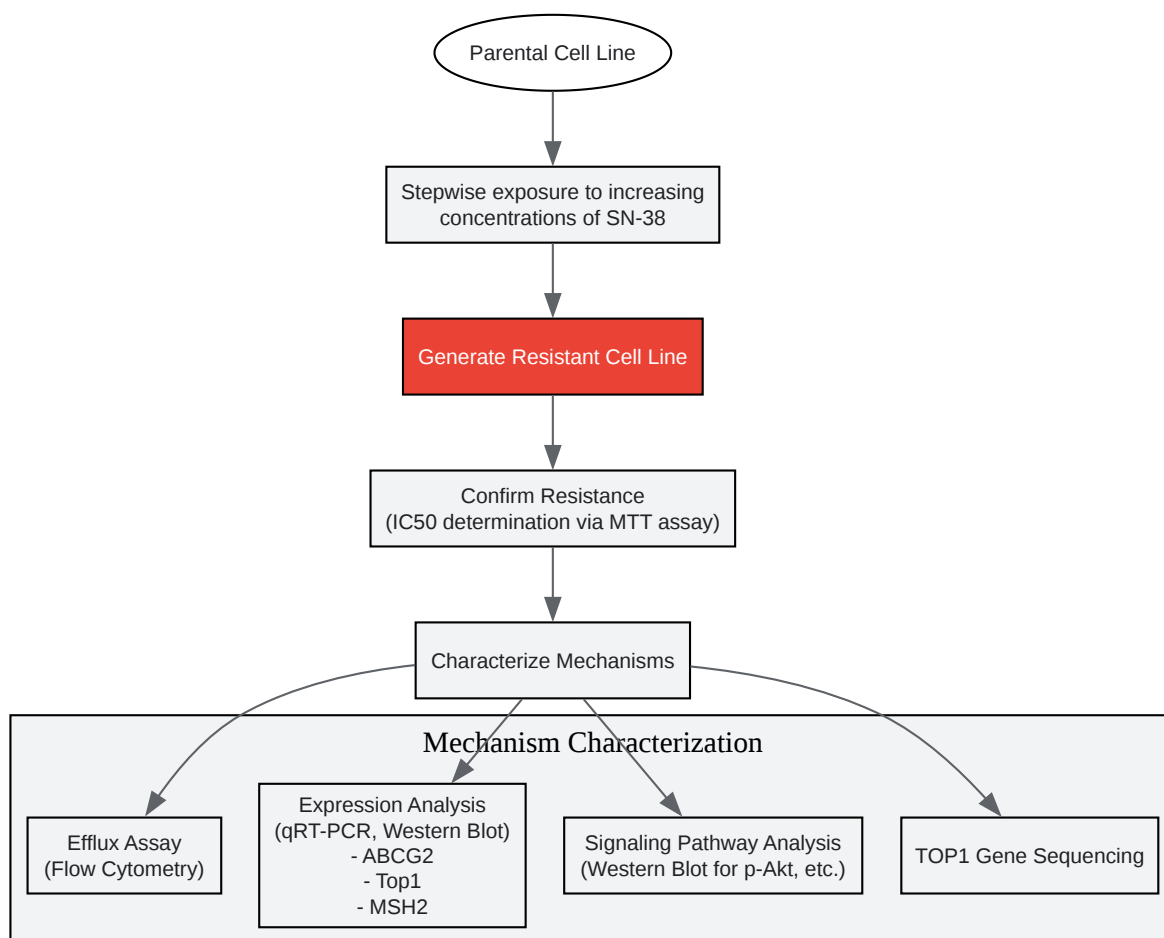 Parental Cell Line
Stepwise exposure to increasing
concentrations of SN-38
Generate Resistant Cell Line
Confirm Resistance
(IC50 determination via MTT assay)
Characterize Mechanisms
Mechanism Characterization
Efflux Assay
(Flow Cytometry)
Expression Analysis
(qRT-PCR, Western Blot)
- ABCG2
- Top1
- MSH2
Signaling Pathway Analysis
(Western Blot for p-Akt, etc.)
TOP1 Gene Sequencing